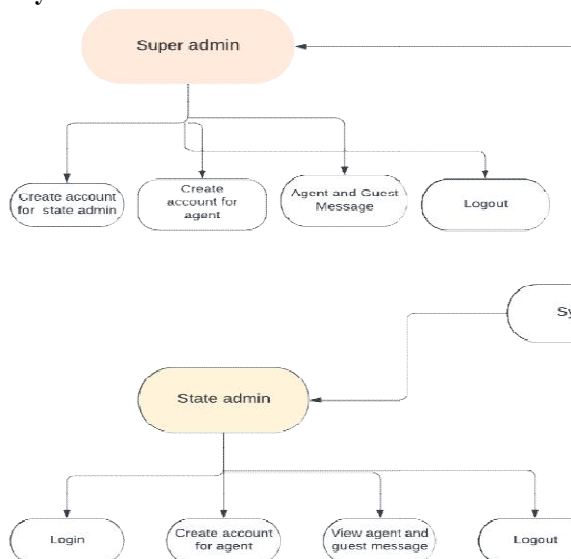 Super admin
Create account
for state admin
Create
account for
agent
Agent and Guest
Message
Logout
Sy
State admin
Login
Create account
for agent
View agent and
guest message
Logout